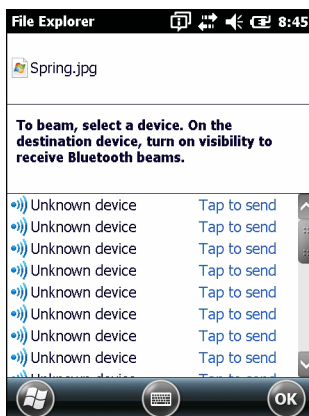 File Explorer 8:45
Spring.jpg
To beam, select a device. On the
destination device, turn on visibility to
receive Bluetooth beams.
Unknown device Tap to send
Unknown device Tap to send
Unknown device Tap to send
Unknown device Tap to send
Unknown device Tap to send
Unknown device Tap to send
Unknown device Tap to send
Unknown device Tap to send
OK